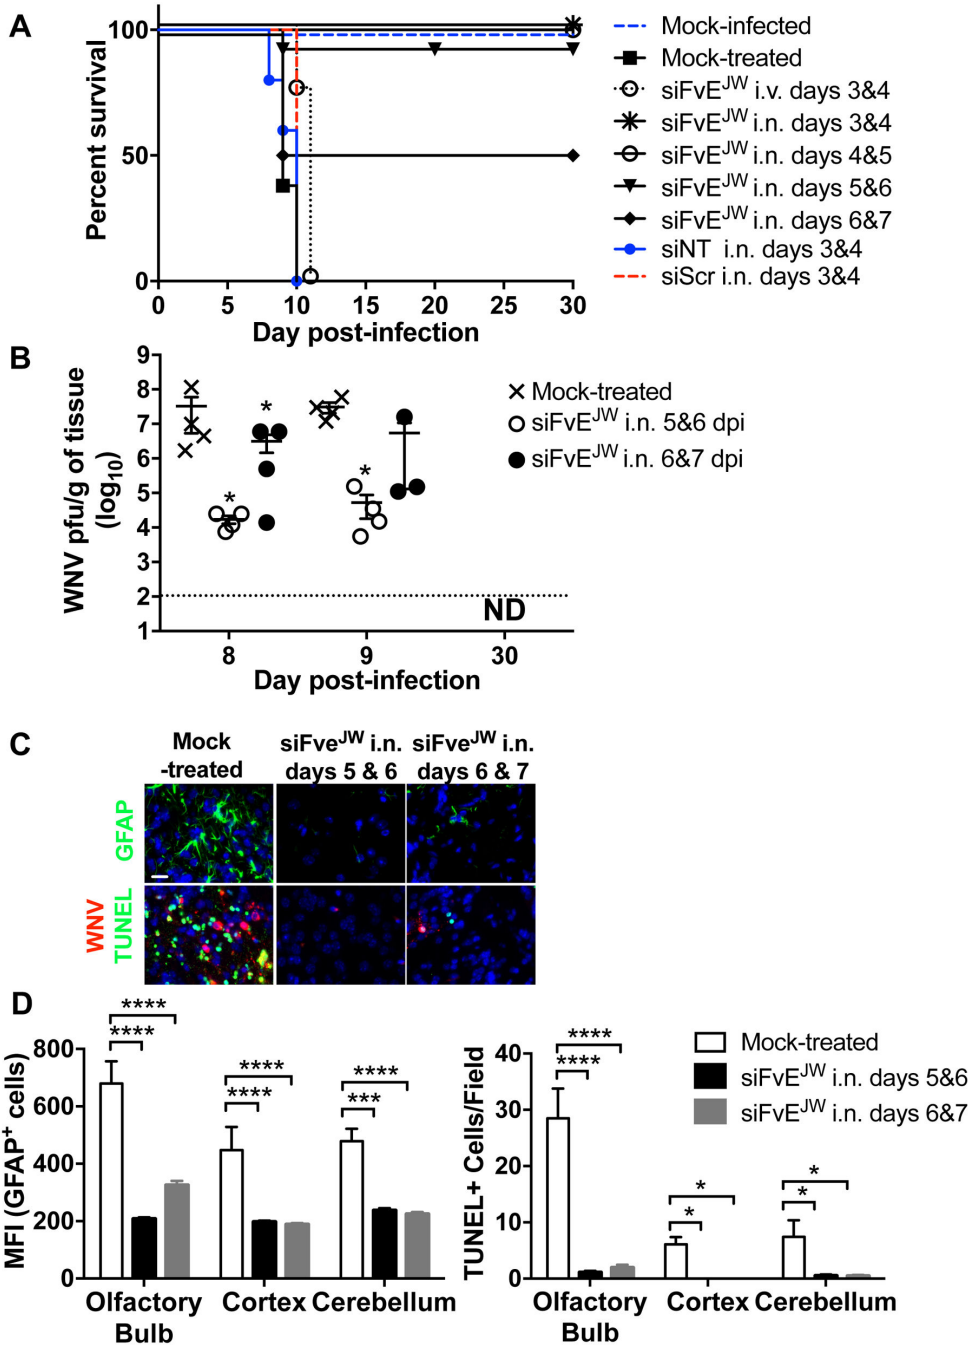 A
Percent survival
100
50
0
0 5 10 15 20 25 30
Day post-infection
Mock-infected
Mock-treated
siFvE^JW i.v. days 3&4
siFvE^JW i.n. days 3&4
siFvE^JW i.n. days 4&5
siFvE^JW i.n. days 5&6
siFvE^JW i.n. days 6&7
siNT i.n. days 3&4
siScr i.n. days 3&4
B
WNV pfu/g of tissue
(log10)
9
8
7
6
5
4
3
2
1
* * *
ND
8 9 30
Day post-infection
Mock-treated
siFvE^JW i.n. 5&6 dpi
siFvE^JW i.n. 6&7 dpi
C
Mock
-treated
siFve^JW i.n.
days 5 & 6
siFve^JW i.n.
days 6 & 7
GFAP
WNV
TUNEL
D
MFI (GFAP+ cells)
800
600
400
200
0
****
****
****
****
****
***
Olfactory
Bulb
Cortex
Cerebellum
TUNEL+ Cells/Field
40
30
20
10
0
****
****
*
*
*
*
Olfactory
Bulb
Cortex
Cerebellum
Mock-treated
siFvE^JW i.n. days 5&6
siFvE^JW i.n. days 6&7